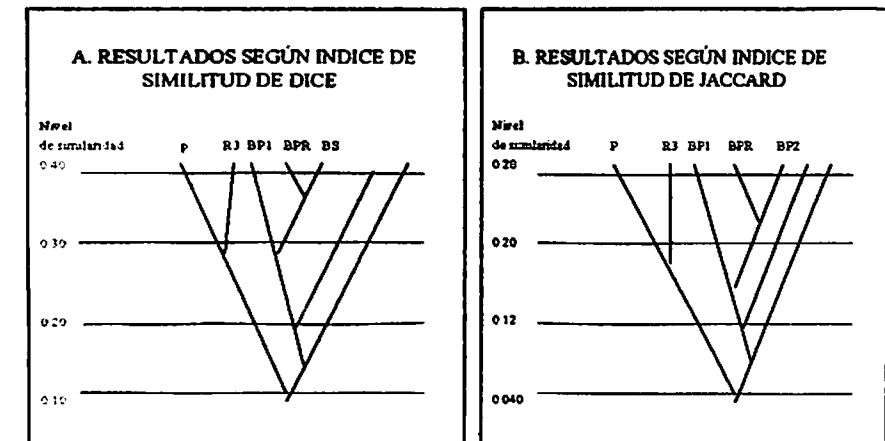 A. RESULTADOS SEGÚN INDICE DE
SIMILITUD DE DICE
Nivel
de similaridad
P R3 BP1 BPR BS
0 40
0 30
0 20
0 10
B. RESULTADOS SEGÚN INDICE DE
SIMILITUD DE JACCARD
Nivel
de similaridad
P R3 BP1 BPR BP2
0 28
0 20
0 12
0 040